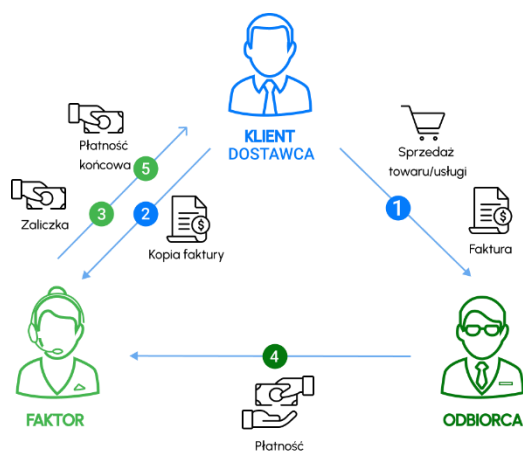 KLIENT
DOSTAWCA
Płatność
końcowa
5
Zaliczka
3
2
Kopia faktury
$
Sprzedaż
towaru/usługi
1
$
Faktura
4
Płatność
FAKTOR
ODBIORCA